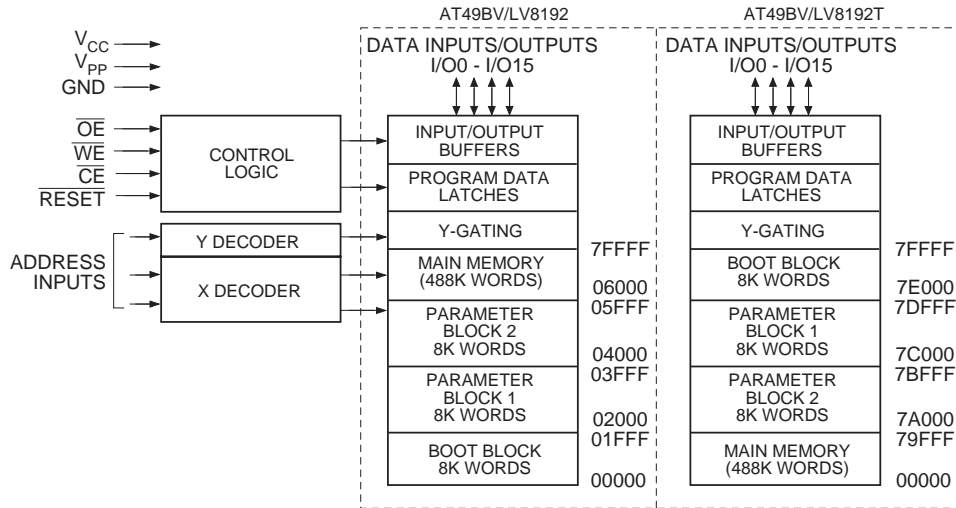 AT49BV/LV8192
AT49BV/LV8192T
VCC
VPP
GND
OE
WE
CE
RESET
CONTROL
LOGIC
ADDRESS
INPUTS
Y DECODER
X DECODER
DATA INPUTS/OUTPUTS
I/O0 - I/O15
INPUT/OUTPUT
BUFFERS
PROGRAM DATA
LATCHES
Y-GATING
MAIN MEMORY
(488K WORDS)
PARAMETER
BLOCK 2
8K WORDS
PARAMETER
BLOCK 1
8K WORDS
BOOT BLOCK
8K WORDS
7FFFF
06000
05FFF
04000
03FFF
02000
01FFF
00000
DATA INPUTS/OUTPUTS
I/O0 - I/O15
INPUT/OUTPUT
BUFFERS
PROGRAM DATA
LATCHES
Y-GATING
BOOT BLOCK
8K WORDS
PARAMETER
BLOCK 1
8K WORDS
PARAMETER
BLOCK 2
8K WORDS
MAIN MEMORY
(488K WORDS)
7FFFF
7E000
7DFFF
7C000
7BFFF
7A000
79FFF
00000